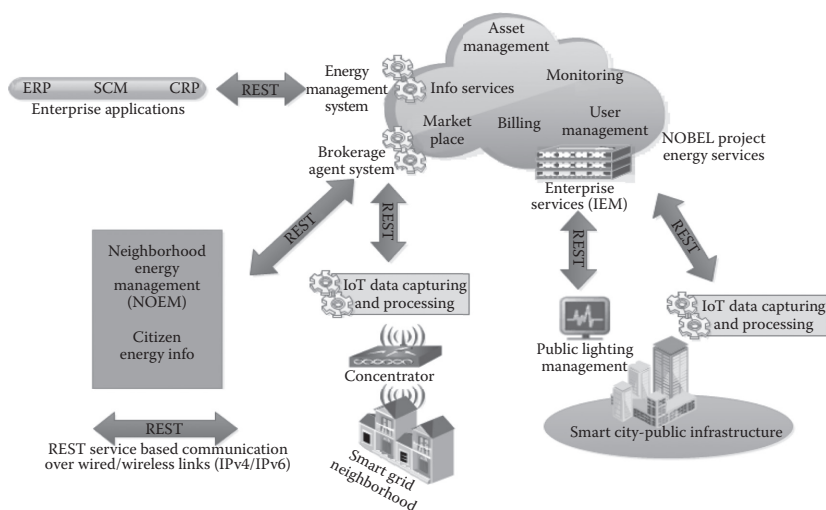 Asset
management
ERP SCM CRP
Enterprise applications
REST
Energy
management
system
Info services
Monitoring
Market
place
Billing
User
management
Brokerage
agent system
NOBEL project
energy services
Enterprise
services (IEM)
REST
REST
REST
REST
Neighborhood
energy
management
(NOEM)
Citizen
energy info
IoT data capturing
and processing
Concentrator
Smart grid
neighborhood
Public lighting
management
IoT data capturing
and processing
Smart city-public infrastructure
REST
REST service based communication
over wired/wireless links (IPv4/IPv6)